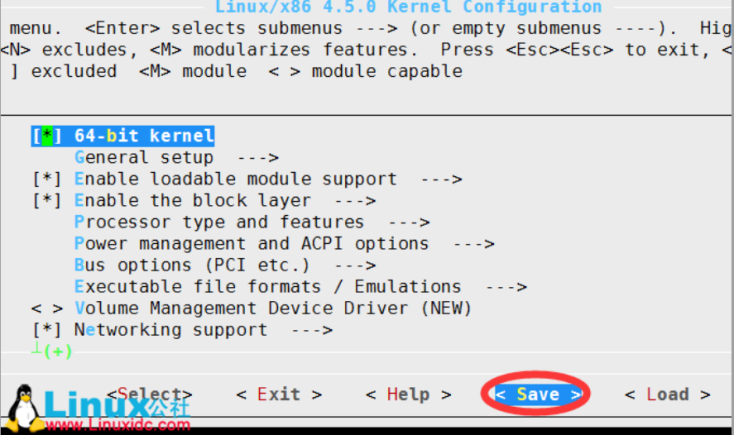 Linux/x86 4.5.0 Kernel Configuration
menu.  <Enter> selects submenus ---> (or empty submenus ----).  Hig
<N> excludes, <M> modularizes features.  Press <Esc><Esc> to exit, <
] excluded  <M> module  < > module capable
[*] 64-bit kernel
General setup  --->
[*] Enable loadable module support  --->
[*] Enable the block layer  --->
Processor type and features  --->
Power management and ACPI options  --->
Bus options (PCI etc.)  --->
Executable file formats / Emulations  --->
< > Volume Management Device Driver (NEW)
[*] Networking support  --->
┴(+)
<Select>    < Exit >    < Help >    < Save >    < Load >
Linux公社
www.Linuxidc.com